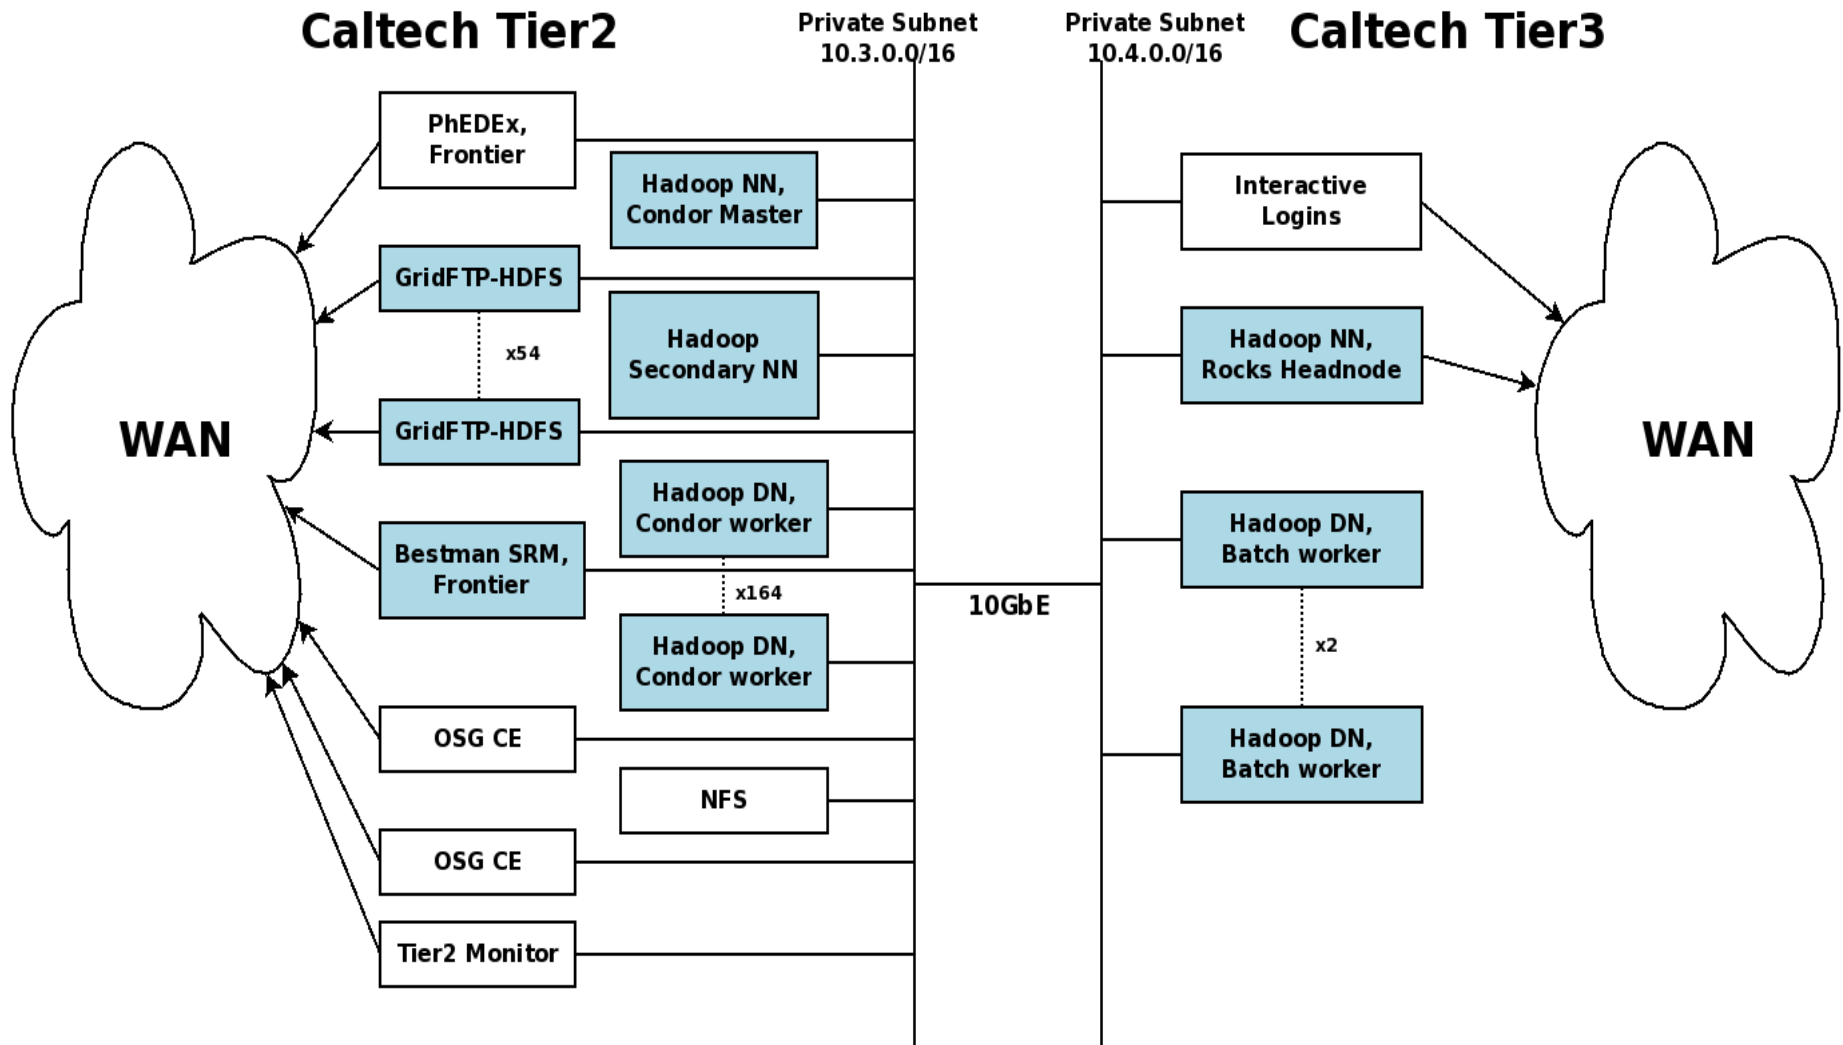 Caltech Tier2
Private Subnet
10.3.0.0/16
Private Subnet
10.4.0.0/16
Caltech Tier3
PhEDEx,
Frontier
Hadoop NN,
Condor Master
GridFTP-HDFS
x54
Hadoop
Secondary NN
GridFTP-HDFS
WAN
Hadoop DN,
Condor worker
Bestman SRM,
Frontier
x164
Hadoop DN,
Condor worker
OSG CE
NFS
OSG CE
Tier2 Monitor
10GbE
Interactive
Logins
Hadoop NN,
Rocks Headnode
WAN
Hadoop DN,
Batch worker
x2
Hadoop DN,
Batch worker